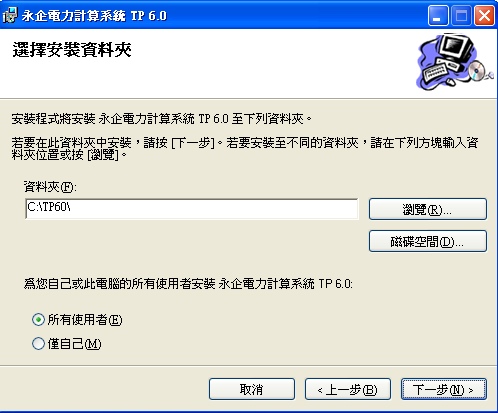 永企電力計算系統 TP 6.0
選擇安裝資料夾
安裝程式將安裝 永企電力計算系統 TP 6.0 至下列資料夾。
若要在此資料夾中安裝，請按 [下一步]。若要安裝至不同的資料夾，請在下列方塊輸入資
料夾位置或按 [瀏覽]。
資料夾(F):
C:\TP60\
瀏覽(R)...
磁碟空間(D)...
為您自己或此電腦的所有使用者安裝 永企電力計算系統 TP 6.0:
所有使用者(E)
僅自己(M)
取消
< 上一步(B)
下一步(N) >